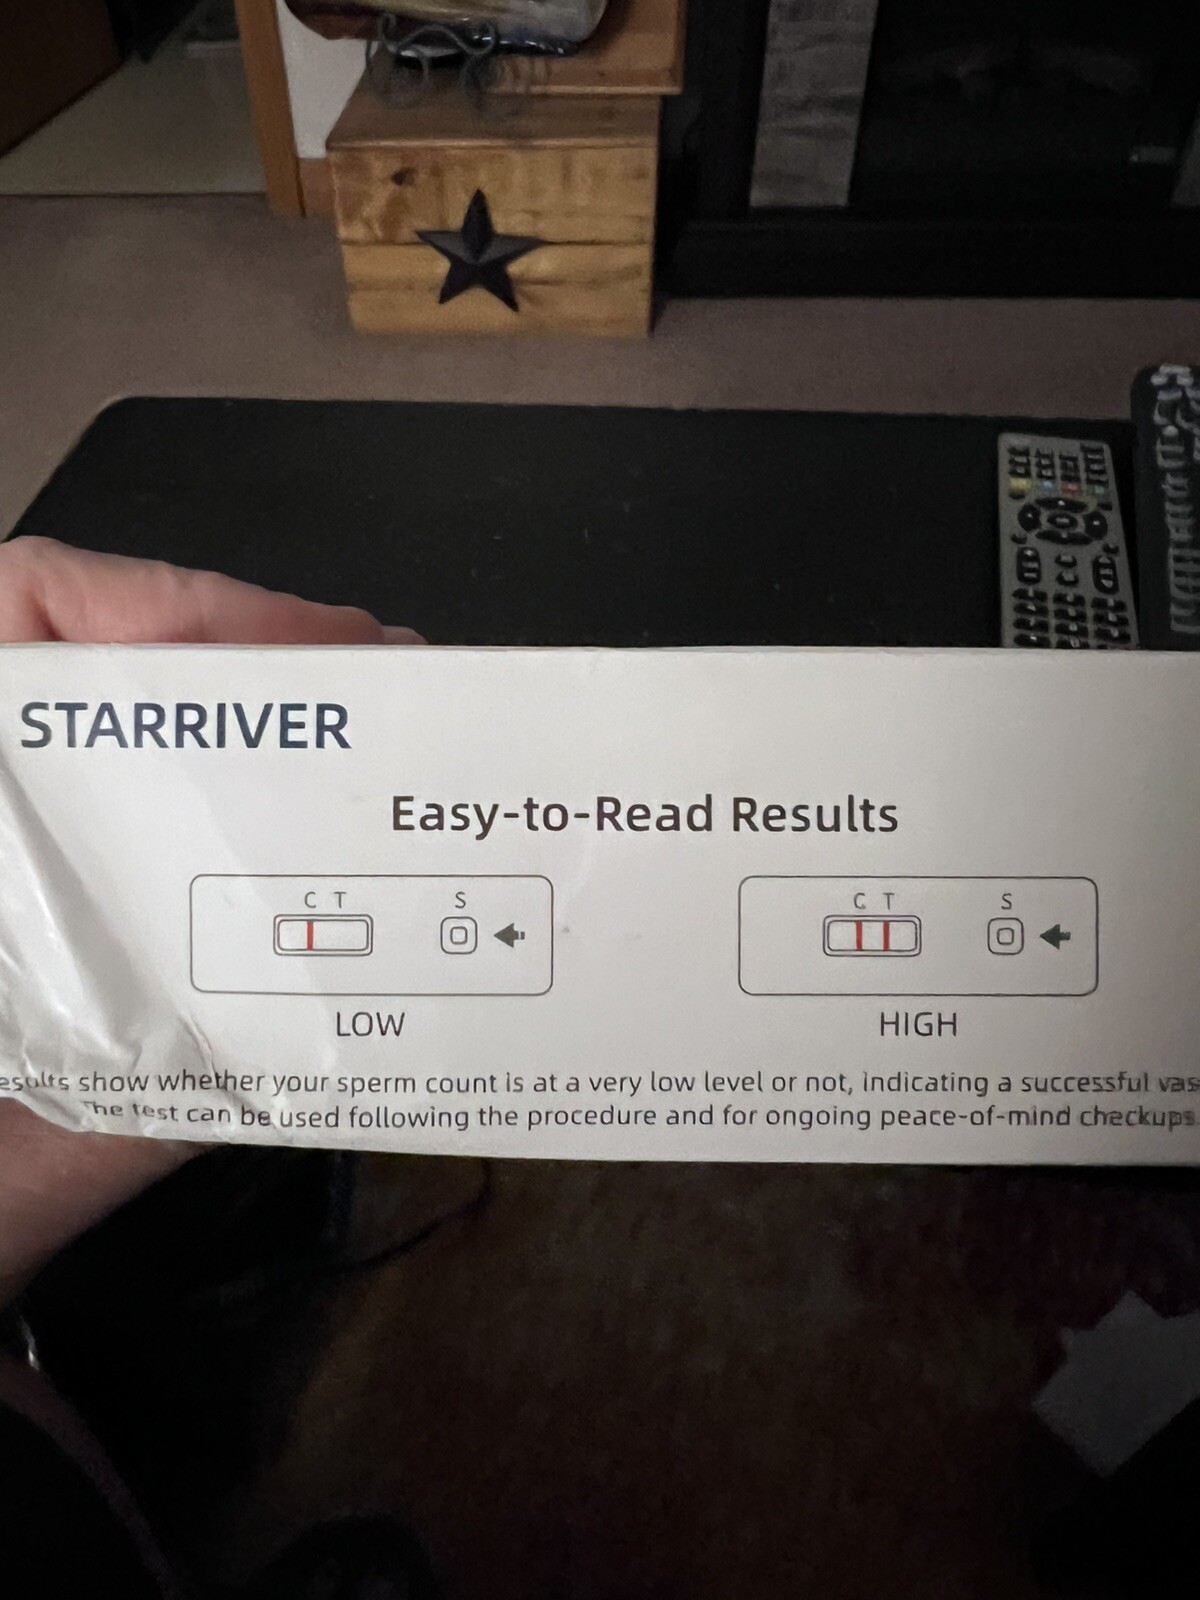 STARRIVER
Easy-to-Read Results
C T S
C T S
LOW
HIGH
esults show whether your sperm count is at a very low level or not, indicating a successful vas
The test can be used following the procedure and for ongoing peace-of-mind checkups.